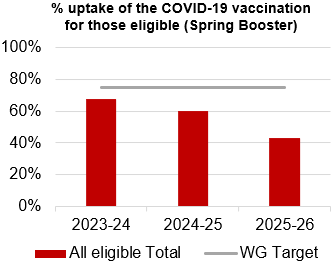 % uptake of the COVID-19 vaccination
for those eligible (Spring Booster)
100%
80%
60%
40%
20%
0%
2023-24 2024-25 2025-26
All eligible Total WG Target